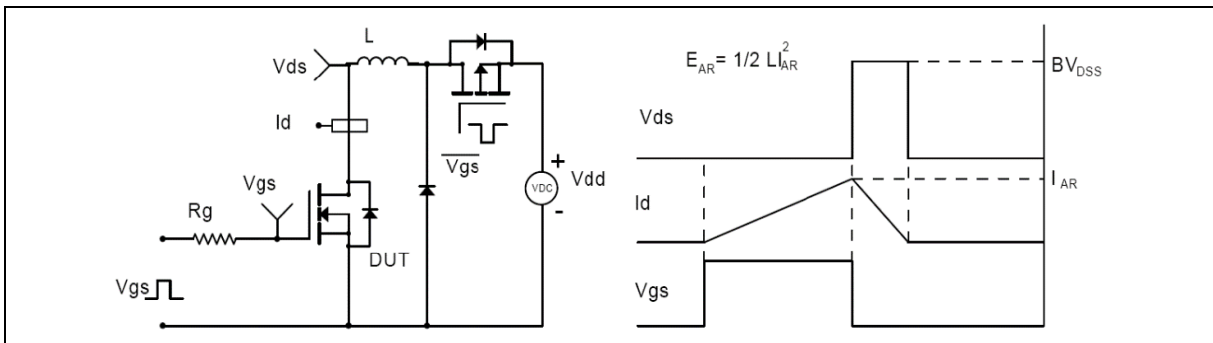 L
Vds
Id
Vgs
Vgs
Rg
DUT
Vgs
VDC
+
-
Vdd
E_AR = 1/2 LI_AR^2
BV_DSS
Vds
I_AR
Id
Vgs